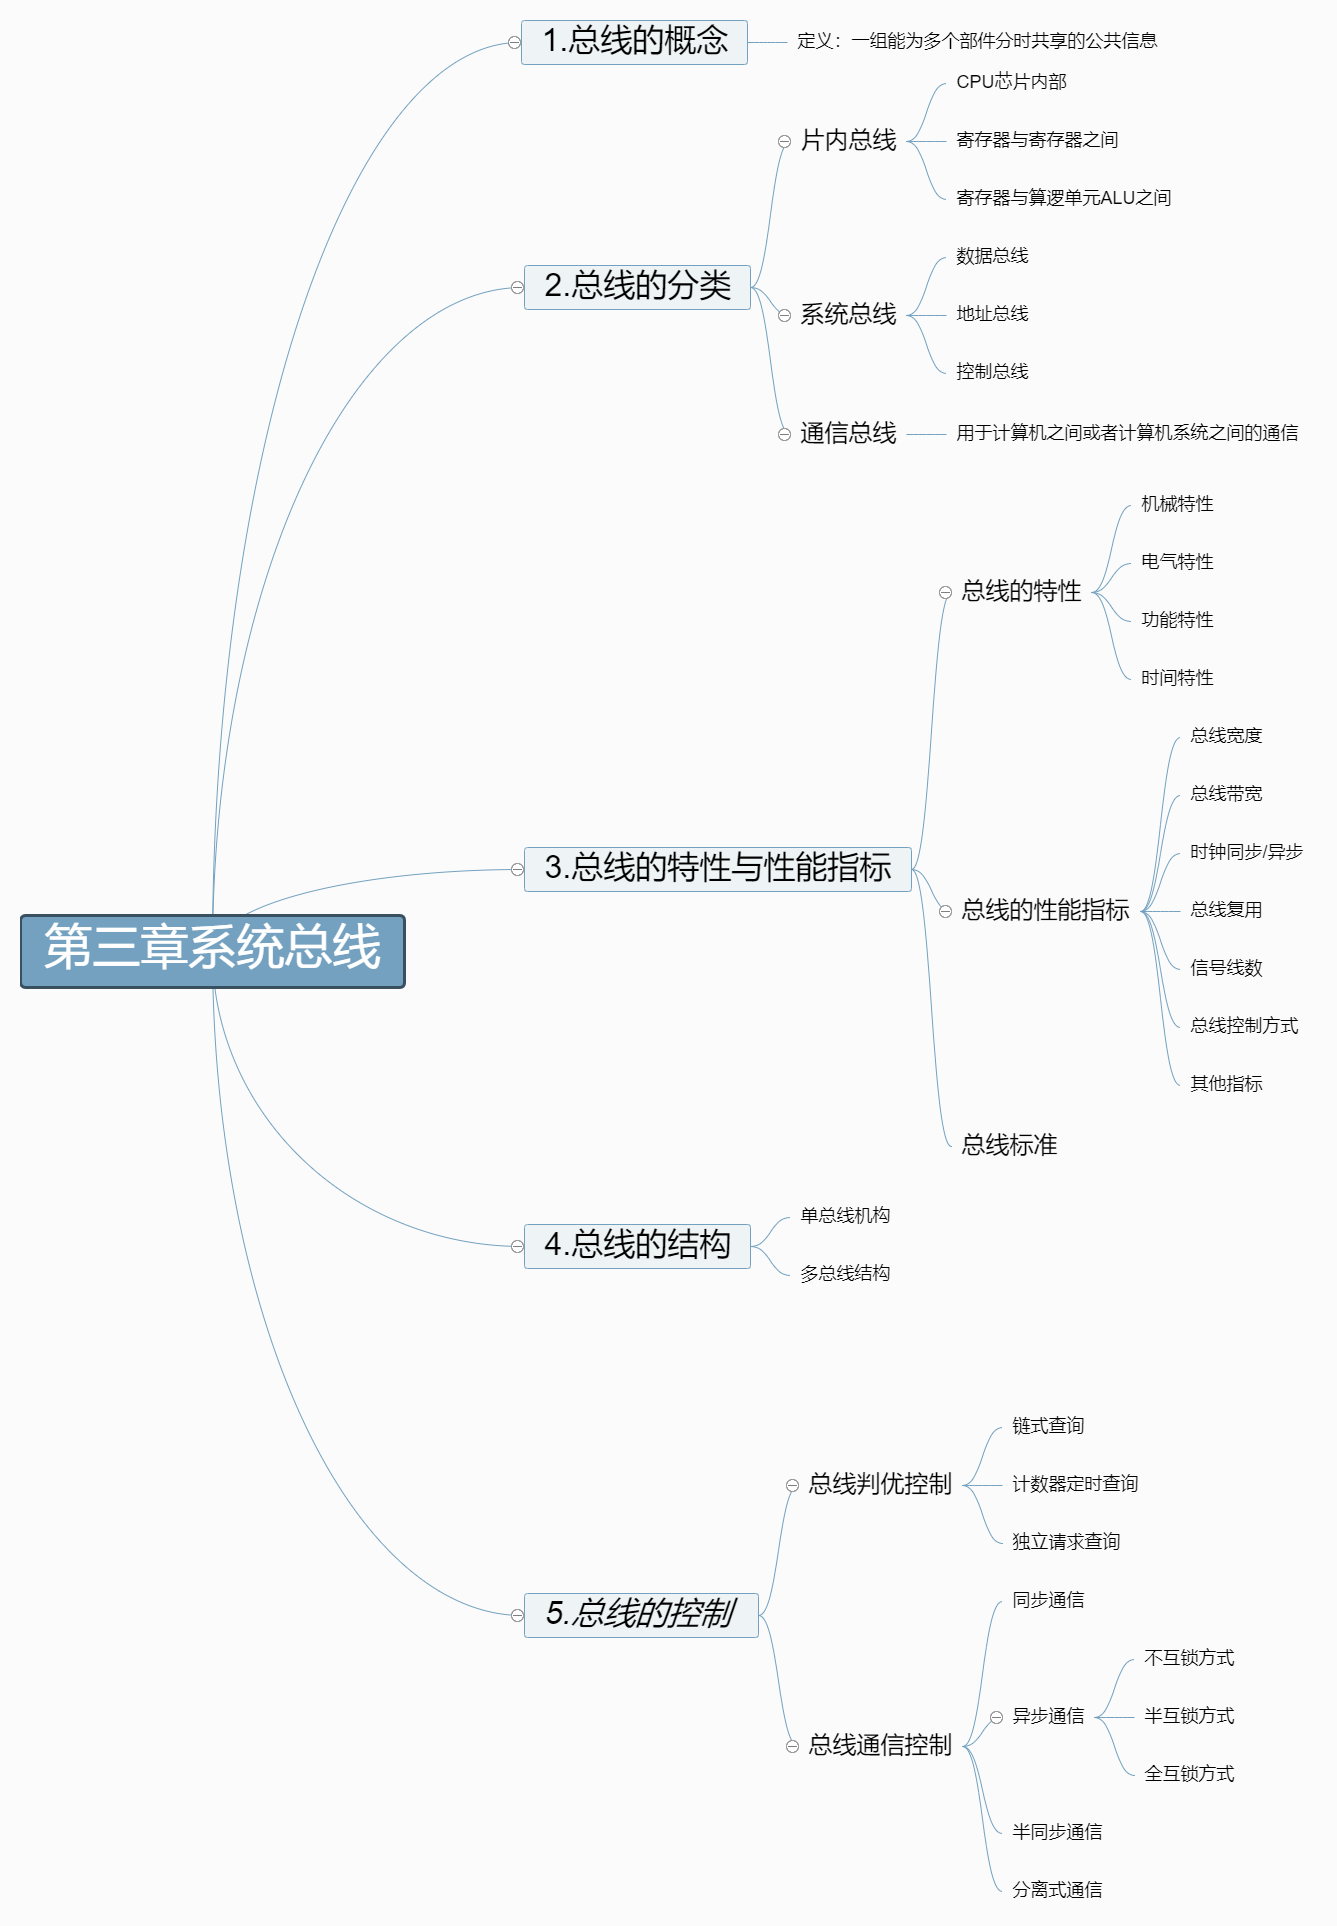 第三章系统总线
1.总线的概念
定义：一组能为多个部件分时共享的公共信息
2.总线的分类
片内总线
CPU芯片内部
寄存器与寄存器之间
寄存器与算逻单元ALU之间
系统总线
数据总线
地址总线
控制总线
通信总线
用于计算机之间或者计算机系统之间的通信
3.总线的特性与性能指标
总线的特性
机械特性
电气特性
功能特性
时间特性
总线的性能指标
总线宽度
总线带宽
时钟同步/异步
总线复用
信号线数
总线控制方式
其他指标
总线标准
4.总线的结构
单总线机构
多总线结构
5.总线的控制
总线判优控制
链式查询
计数器定时查询
独立请求查询
总线通信控制
同步通信
异步通信
不互锁方式
半互锁方式
全互锁方式
半同步通信
分离式通信